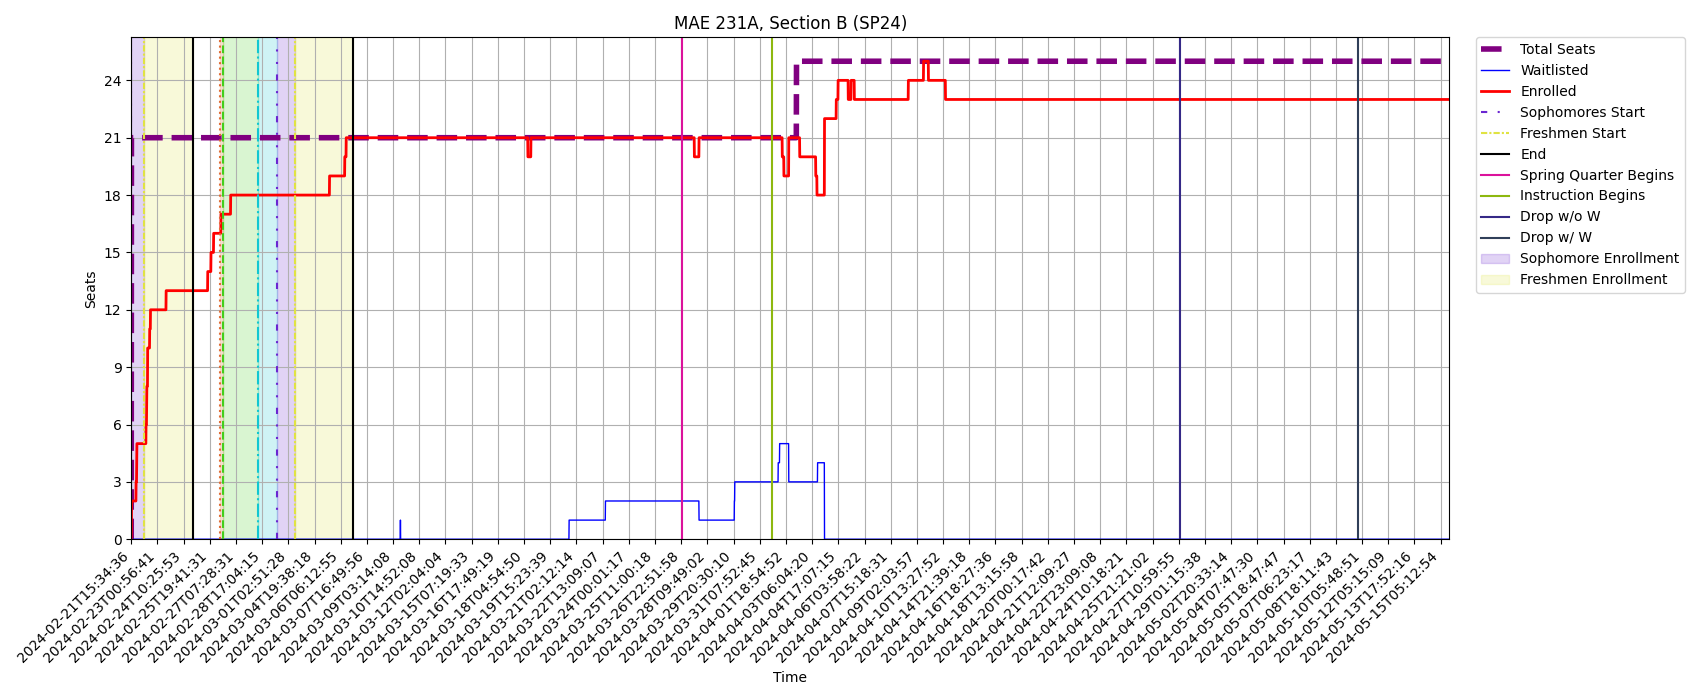 MAE 231A, Section B (SP24)
Total Seats
Waitlisted
Enrolled
Sophomores Start
Freshmen Start
End
Spring Quarter Begins
Instruction Begins
Drop w/o W
Drop w/ W
Sophomore Enrollment
Freshmen Enrollment
Seats
24
21
18
15
12
9
6
3
0
2024-02-21T15:34:36
2024-02-23T00:56:41
2024-02-24T10:25:53
2024-02-25T19:41:31
2024-02-27T07:28:31
2024-02-28T17:04:15
2024-03-01T02:51:28
2024-03-04T19:38:18
2024-03-06T06:12:55
2024-03-07T16:49:56
2024-03-09T03:14:08
2024-03-10T14:52:08
2024-03-12T02:04:04
2024-03-15T07:19:33
2024-03-16T17:49:19
2024-03-18T04:54:50
2024-03-19T15:23:39
2024-03-21T02:12:14
2024-03-22T13:09:07
2024-03-24T00:01:17
2024-03-25T11:00:18
2024-03-26T22:51:58
2024-03-28T09:49:02
2024-03-29T20:30:10
2024-03-31T07:52:45
2024-04-01T18:54:52
2024-04-03T06:04:20
2024-04-04T17:07:15
2024-04-06T03:58:22
2024-04-07T15:18:31
2024-04-09T02:03:57
2024-04-10T13:27:52
2024-04-14T21:39:18
2024-04-16T18:27:36
2024-04-18T13:15:58
2024-04-20T00:17:42
2024-04-21T12:09:27
2024-04-22T23:09:08
2024-04-24T10:18:21
2024-04-25T21:21:02
2024-04-27T10:59:55
2024-04-29T01:15:38
2024-05-02T20:33:14
2024-05-04T07:47:30
2024-05-05T18:47:47
2024-05-07T06:23:17
2024-05-08T18:11:43
2024-05-10T05:48:51
2024-05-12T05:15:09
2024-05-13T17:52:16
2024-05-15T05:12:54
Time